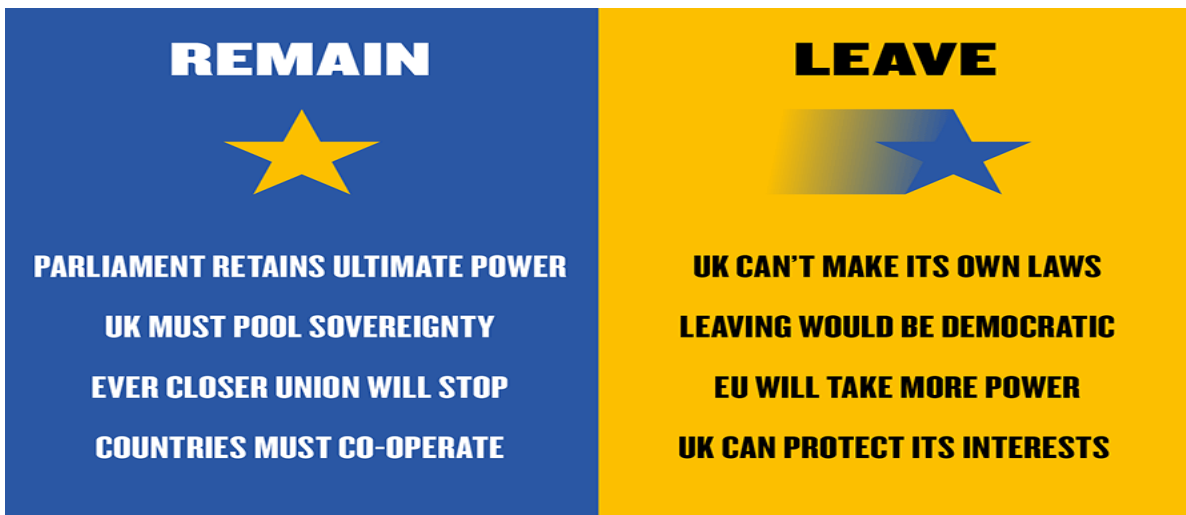 REMAIN
PARLIAMENT RETAINS ULTIMATE POWER
UK MUST POOL SOVEREIGNTY
EVER CLOSER UNION WILL STOP
COUNTRIES MUST CO-OPERATE
LEAVE
UK CAN'T MAKE ITS OWN LAWS
LEAVING WOULD BE DEMOCRATIC
EU WILL TAKE MORE POWER
UK CAN PROTECT ITS INTERESTS